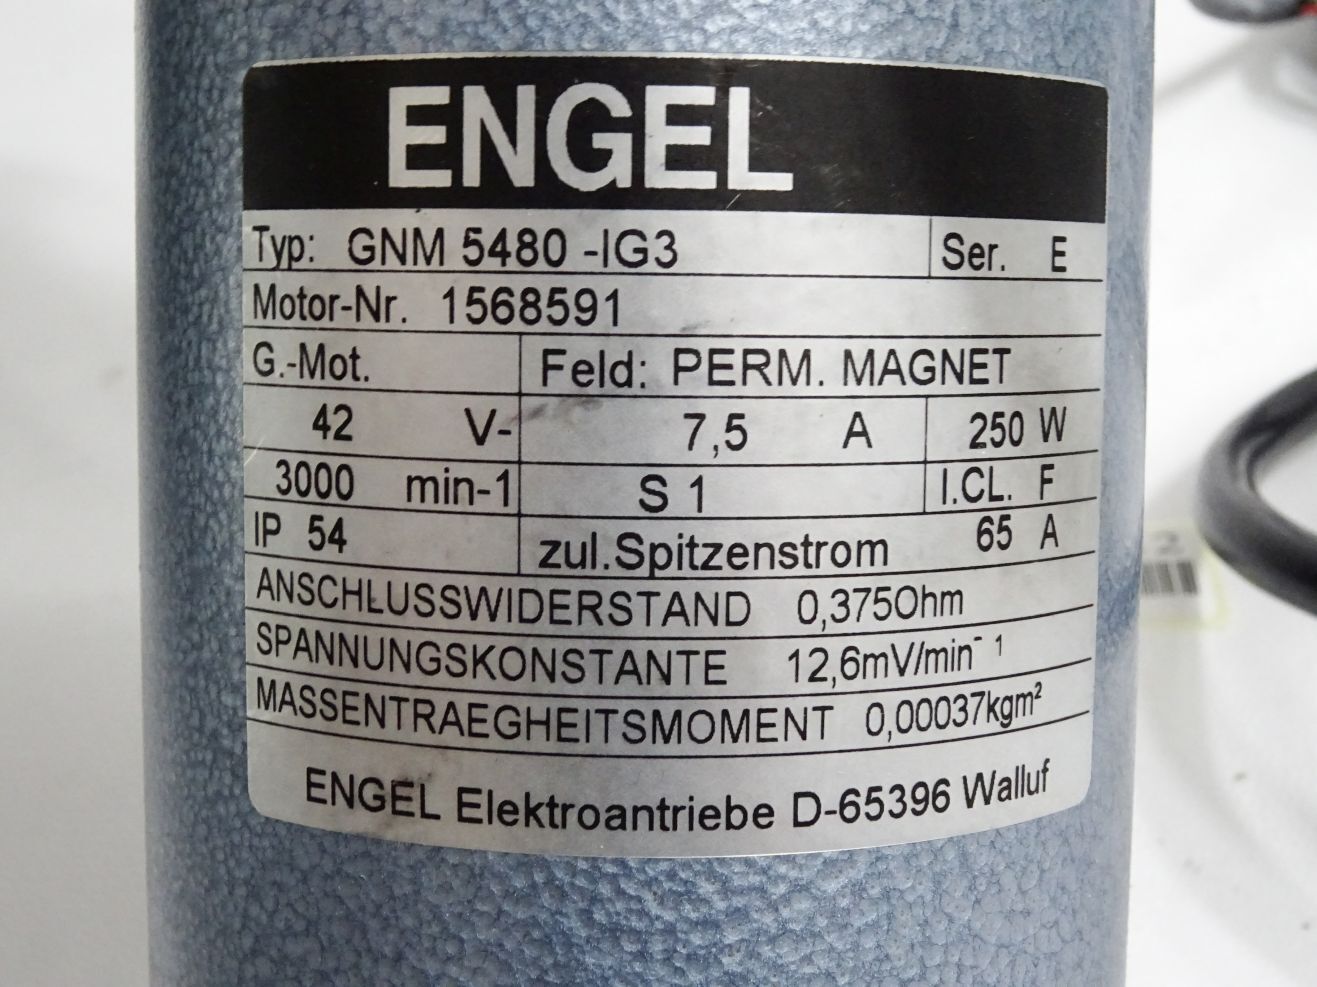 ENGEL
Typ: GNM 5480 -IG3 Ser. E
Motor-Nr. 1568591
G.-Mot. Feld: PERM. MAGNET
42 V- 7,5 A 250 W
3000 min-1 S 1 I.CL. F
IP 54 zul.Spitzenstrom 65 A
ANSCHLUSSWIDERSTAND 0,375Ohm
SPANNUNGSKONSTANTE 12,6mV/min⁻¹
MASSENTRAEGHEITSMOMENT 0,00037kgm²
ENGEL Elektroantriebe D-65396 Walluf